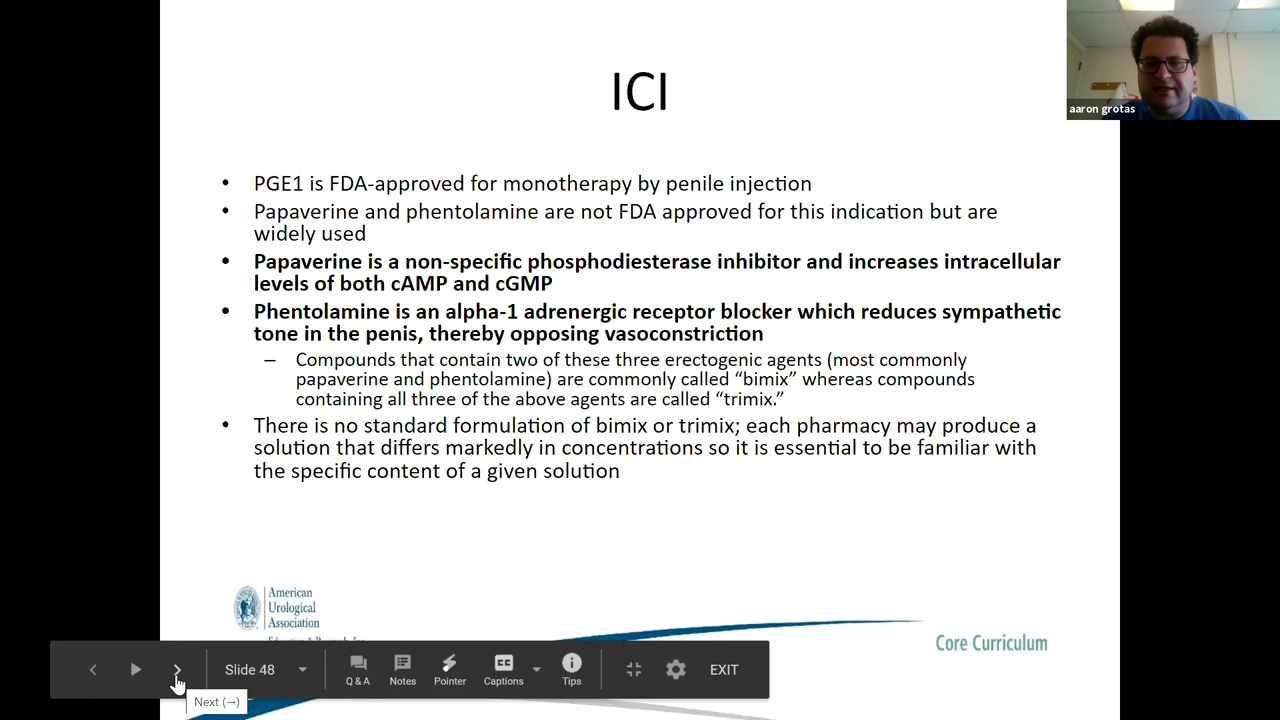 ICI
aaron grotas
• PGE1 is FDA-approved for monotherapy by penile injection
• Papaverine and phentolamine are not FDA approved for this indication but are
widely used
• Papaverine is a non-specific phosphodiesterase inhibitor and increases intracellular
levels of both cAMP and cGMP
• Phentolamine is an alpha-1 adrenergic receptor blocker which reduces sympathetic
tone in the penis, thereby opposing vasoconstriction
– Compounds that contain two of these three erectogenic agents (most commonly
papaverine and phentolamine) are commonly called “bimix” whereas compounds
containing all three of the above agents are called “trimix.”
• There is no standard formulation of bimix or trimix; each pharmacy may produce a
solution that differs markedly in concentrations so it is essential to be familiar with
the specific content of a given solution
American
Urological
Association
Core Curriculum
Slide 48
Q & A
Notes
Pointer
CC
Captions
Tips
EXIT
Next (→)